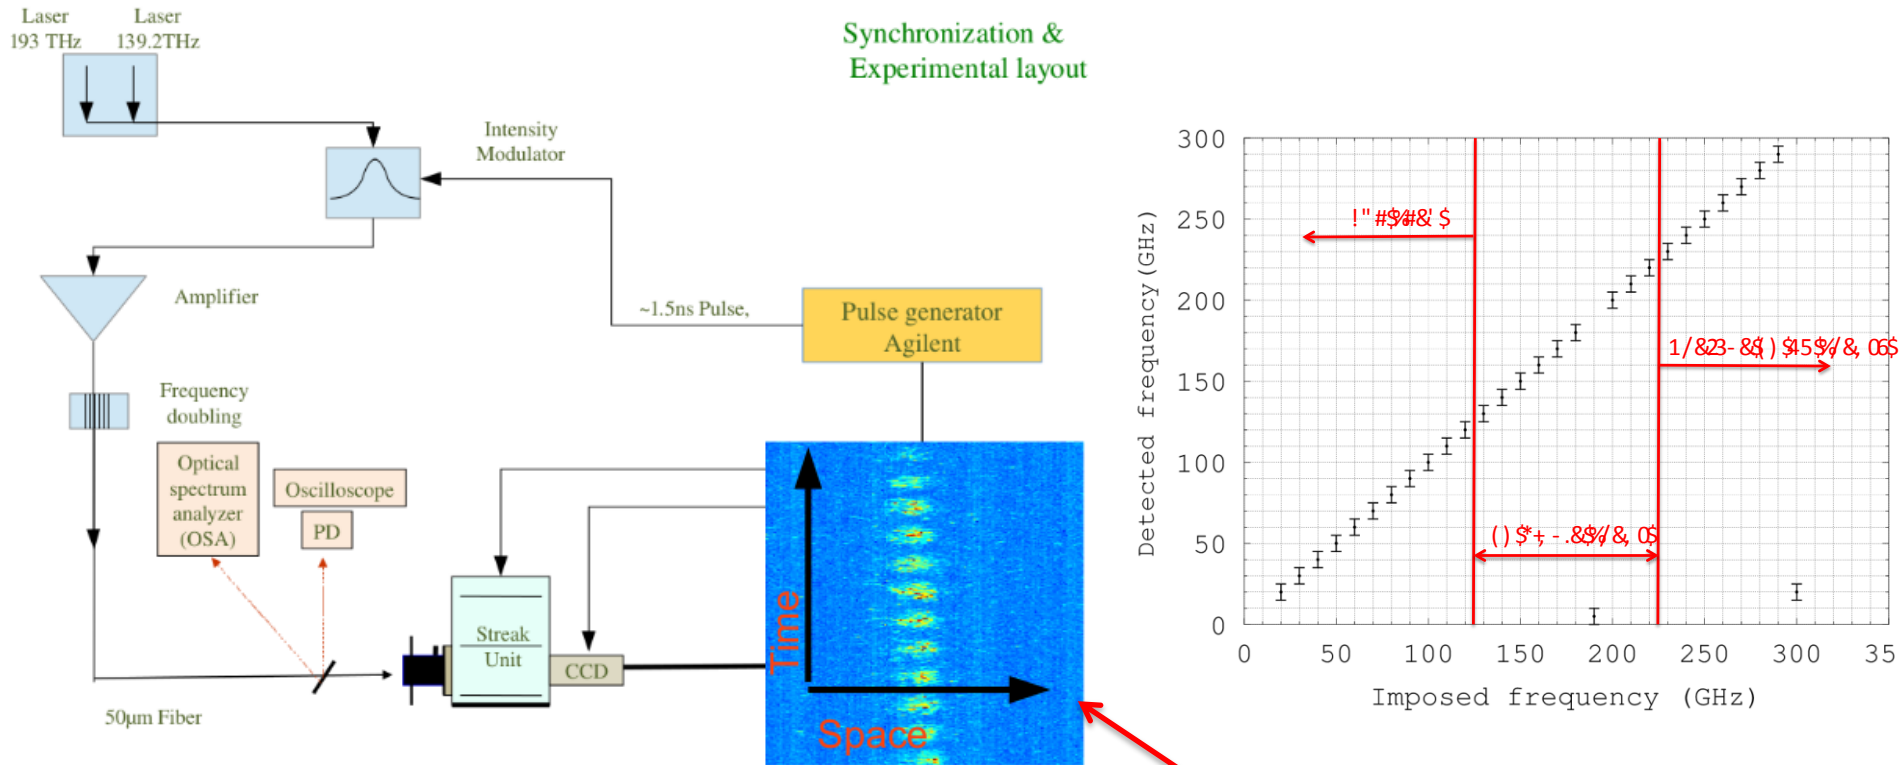 Laser
193 THz
Laser
139.2THz
Synchronization &
Experimental layout
Intensity
Modulator
Amplifier
~1.5ns Pulse,
Pulse generator
Agilent
Frequency
doubling
Optical
spectrum
analyzer
(OSA)
Oscilloscope
PD
Streak
Unit
CCD
50μm Fiber
Time
Space
Detected frequency(GHz)
300
250
200
150
100
50
0
0 50 100 150 200 250 300 35
Imposed frequency (GHz)